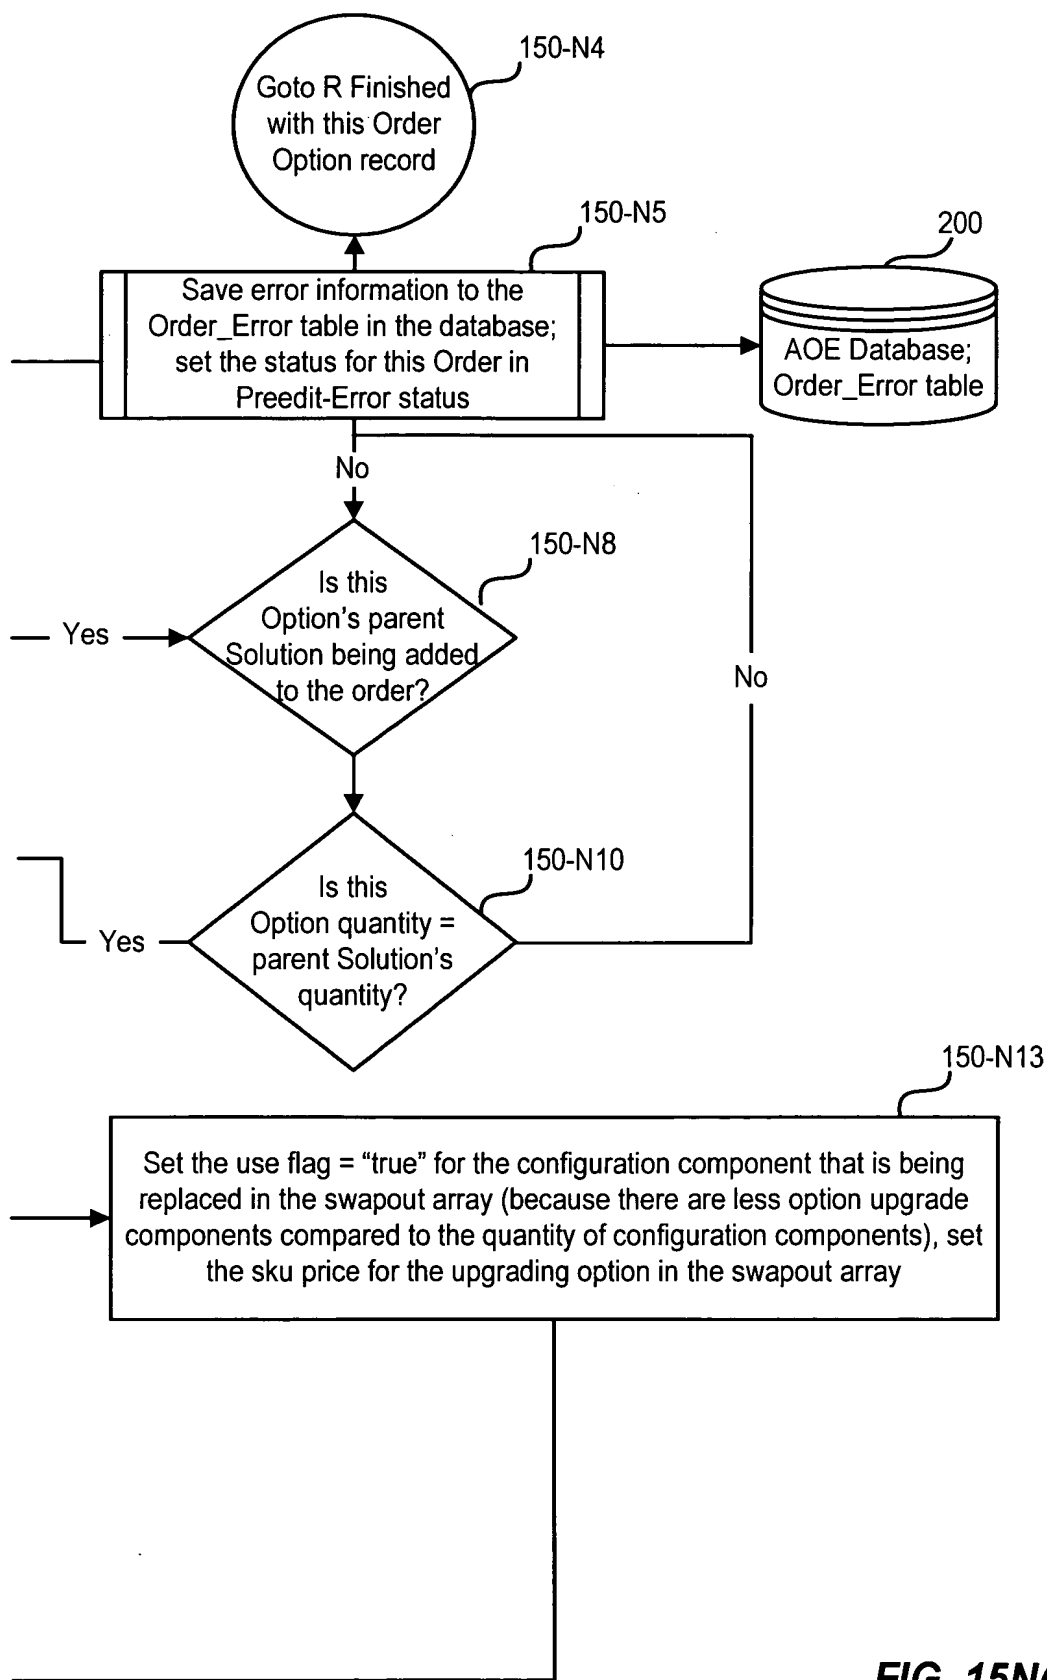 150-N4
Goto R Finished
with this Order
Option record
150-N5
200
Save error information to the
Order_Error table in the database;
set the status for this Order in
Preedit-Error status
AOE Database;
Order_Error table
No
150-N8
Is this
Option's parent
Solution being added
to the order?
Yes
No
150-N10
Is this
Option quantity =
parent Solution's
quantity?
Yes
150-N13
Set the use flag = “true” for the configuration component that is being
replaced in the swapout array (because there are less option upgrade
components compared to the quantity of configuration components), set
the sku price for the upgrading option in the swapout array